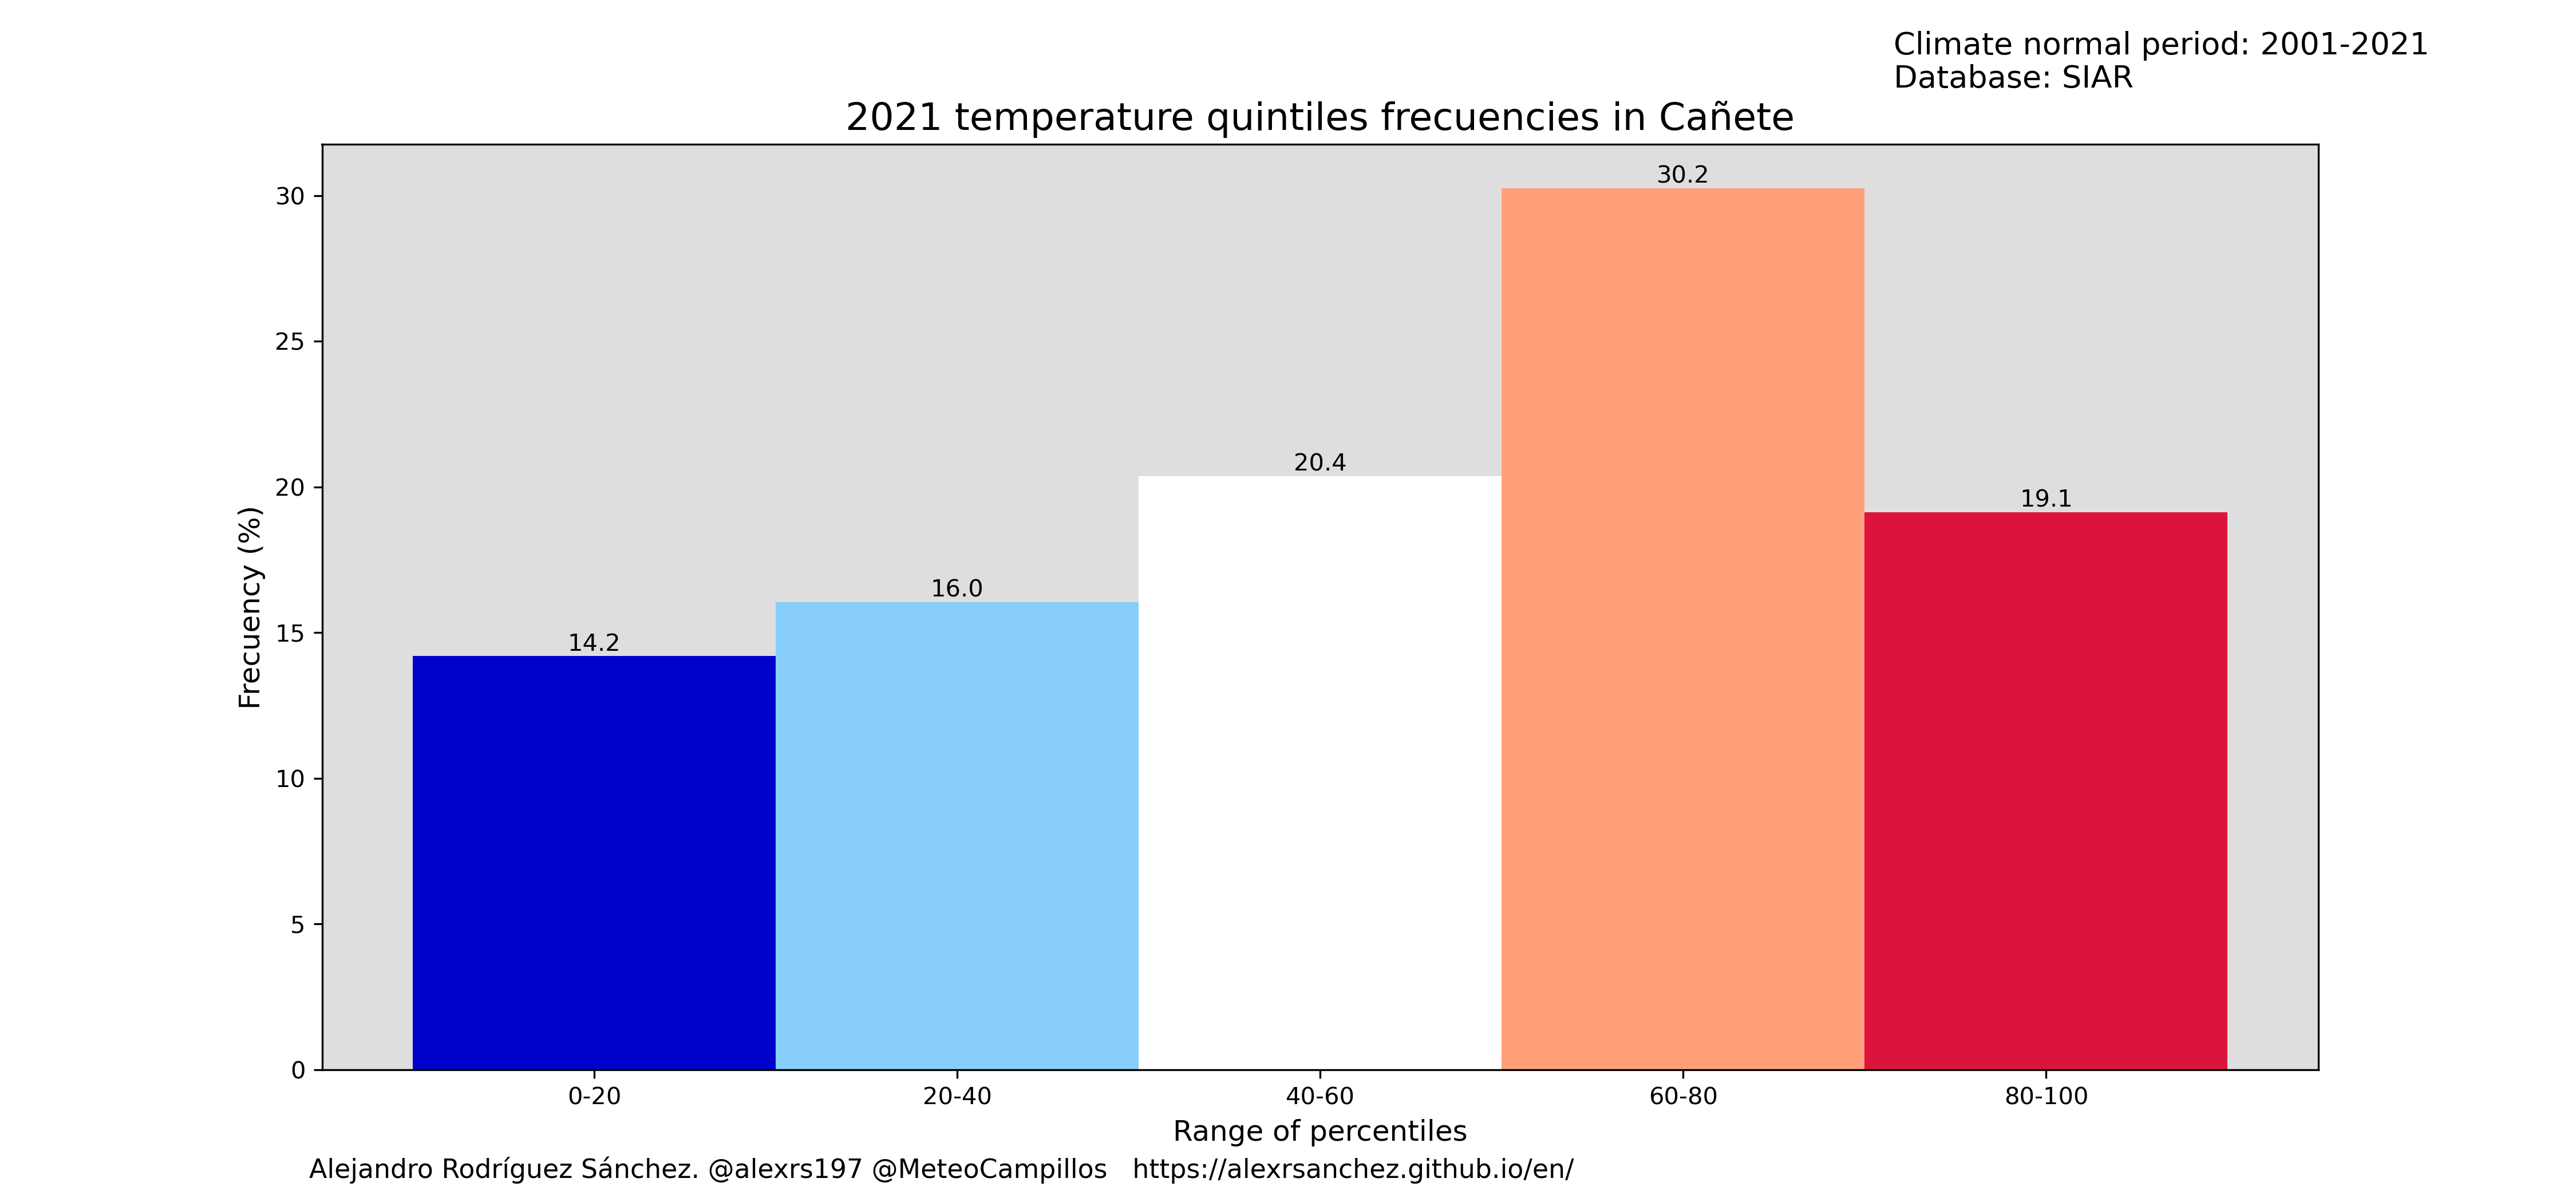 Climate normal period: 2001-2021
Database: SIAR
2021 temperature quintiles frecuencies in Cañete
Frecuency (%)
30
25
20
15
10
5
0
14.2
16.0
20.4
30.2
19.1
0-20
20-40
40-60
60-80
80-100
Range of percentiles
Alejandro Rodríguez Sánchez. @alexrs197 @MeteoCampillos https://alexrsanchez.github.io/en/